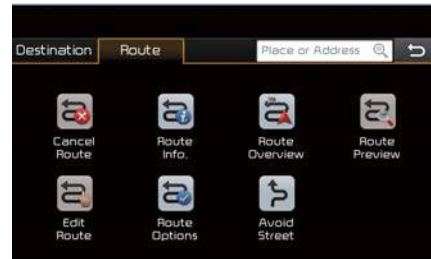 Destination
Route
Place or Address
Cancel
Route
Route
Info.
Route
Overview
Route
Preview
Edit
Route
Route
Options
Avoid
Street